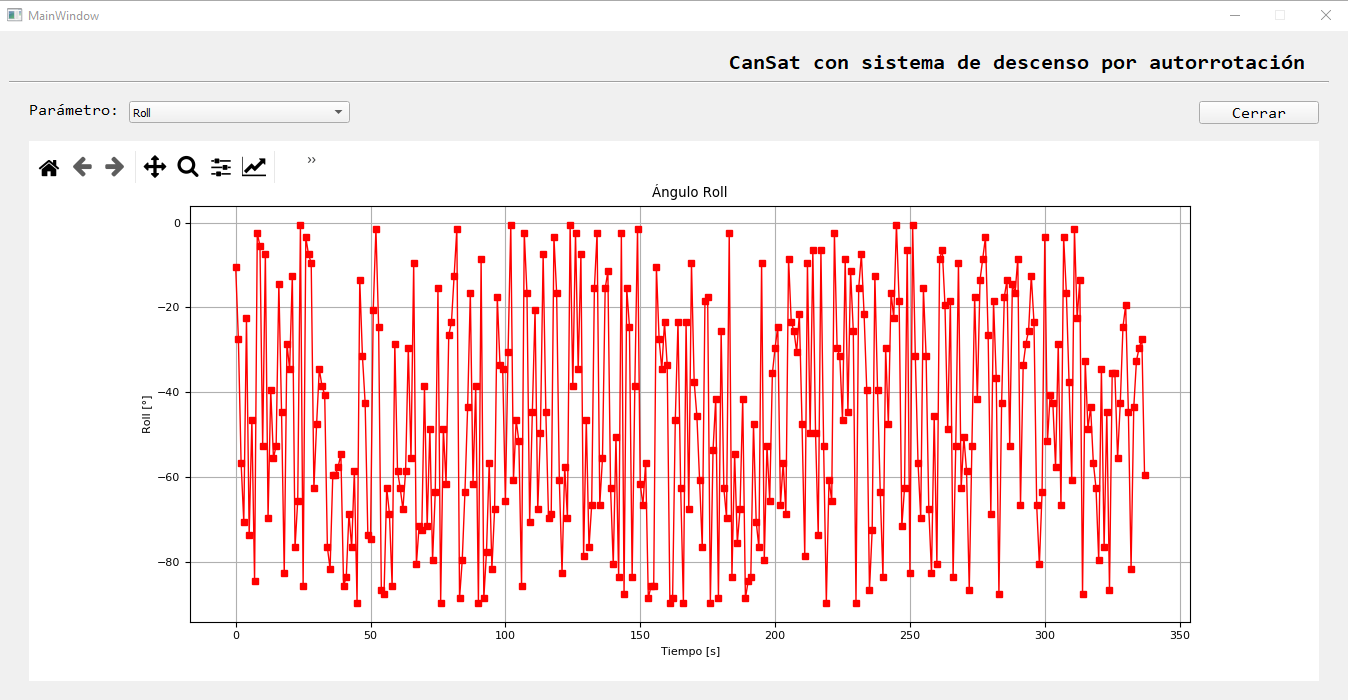 MainWindow
CanSat con sistema de descenso por autorrotación
Parámetro: Roll
Cerrar
»
Ángulo Roll
0
−20
−40
−60
−80
Roll [°]
0 50 100 150 200 250 300 350
Tiempo [s]